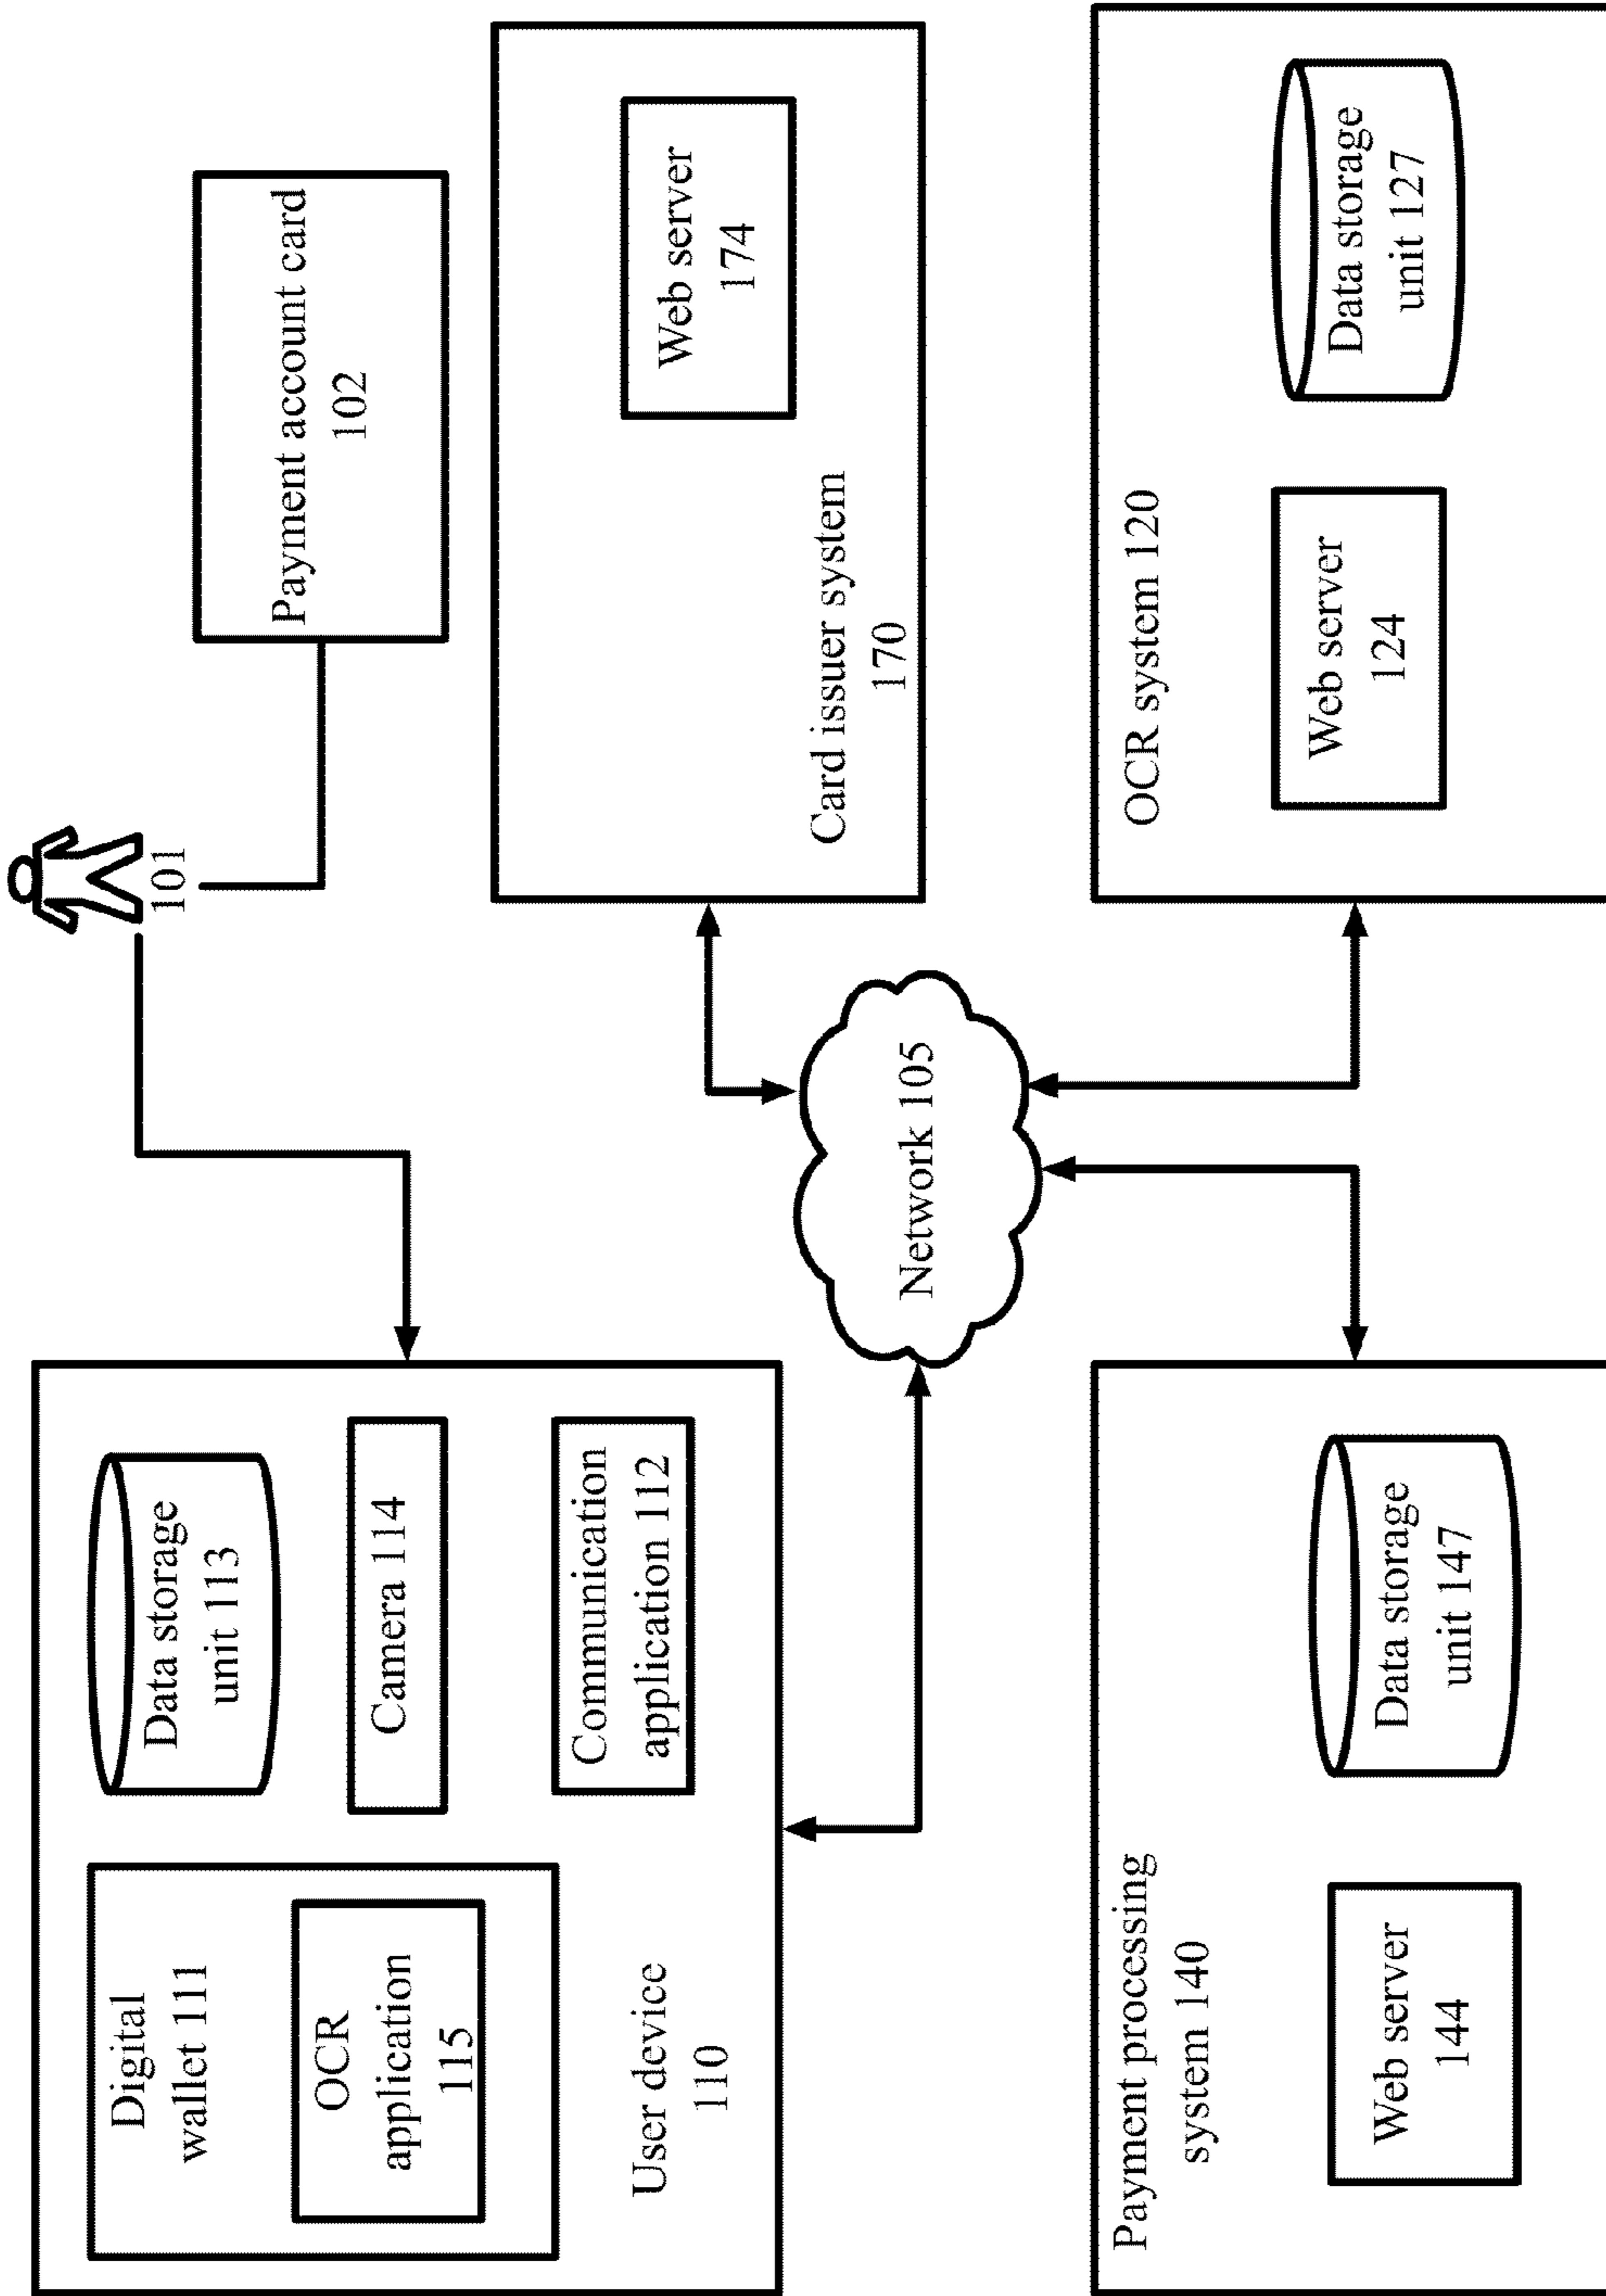 101
Payment account card
102
Digital
wallet 111
OCR
application
115
Data storage
unit 113
Camera 114
Communication
application 112
User device
110
Web server
174
Card issuer system
170
Network 105
Payment processing
system 140
Web server
144
Data storage
unit 147
OCR system 120
Web server
124
Data storage
unit 127